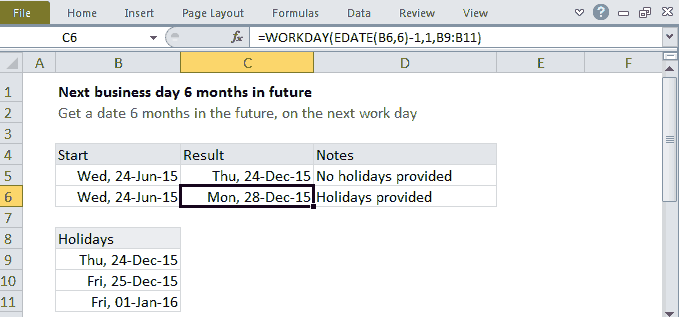 File Home Insert Page Layout Formulas Data Review View
C6 fx =WORKDAY(EDATE(B6,6)-1,1,B9:B11)
A B C D E F
1 Next business day 6 months in future
2 Get a date 6 months in the future, on the next work day
3
4 Start Result Notes
5 Wed, 24-Jun-15 Thu, 24-Dec-15 No holidays provided
6 Wed, 24-Jun-15 Mon, 28-Dec-15 Holidays provided
7
8 Holidays
9 Thu, 24-Dec-15
10 Fri, 25-Dec-15
11 Fri, 01-Jan-16